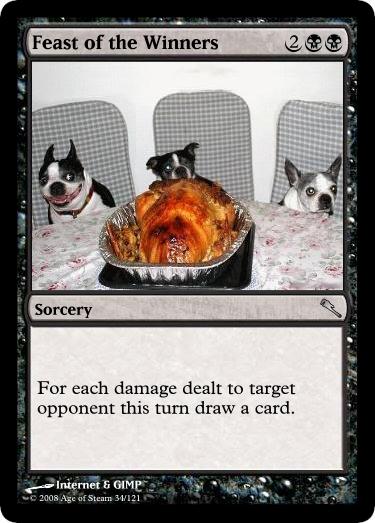 Feast of the Winners 2
Sorcery
For each damage dealt to target
opponent this turn draw a card.
Internet & GIMP
© 2008 Age of Steam 34/121